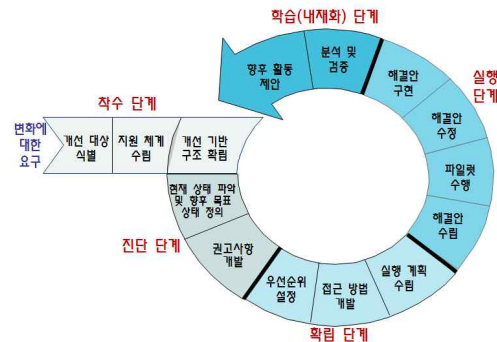 학습(내재화) 단계
향후 활동
제안
분석 및
검증
해결안
구현
실행
단계
해결안
수정
파일럿
수행
해결안
수립
착수 단계
변화에
대한
요구
개선 대상
식별
지원 체계
수립
개선 기반
구조 확립
현재 상태 파악
및 향후 목표
상태 정의
진단 단계
권고사항
개발
우선순위
설정
접근 방법
개발
실행 계획
수립
확립 단계